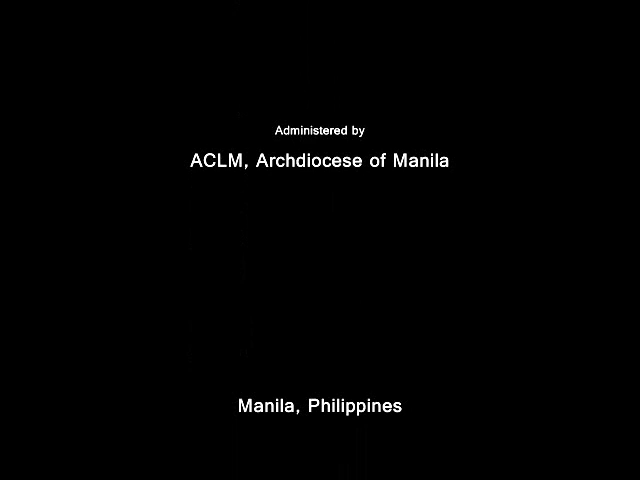 Administered by
ACLM, Archdiocese of Manila
Manila, Philippines